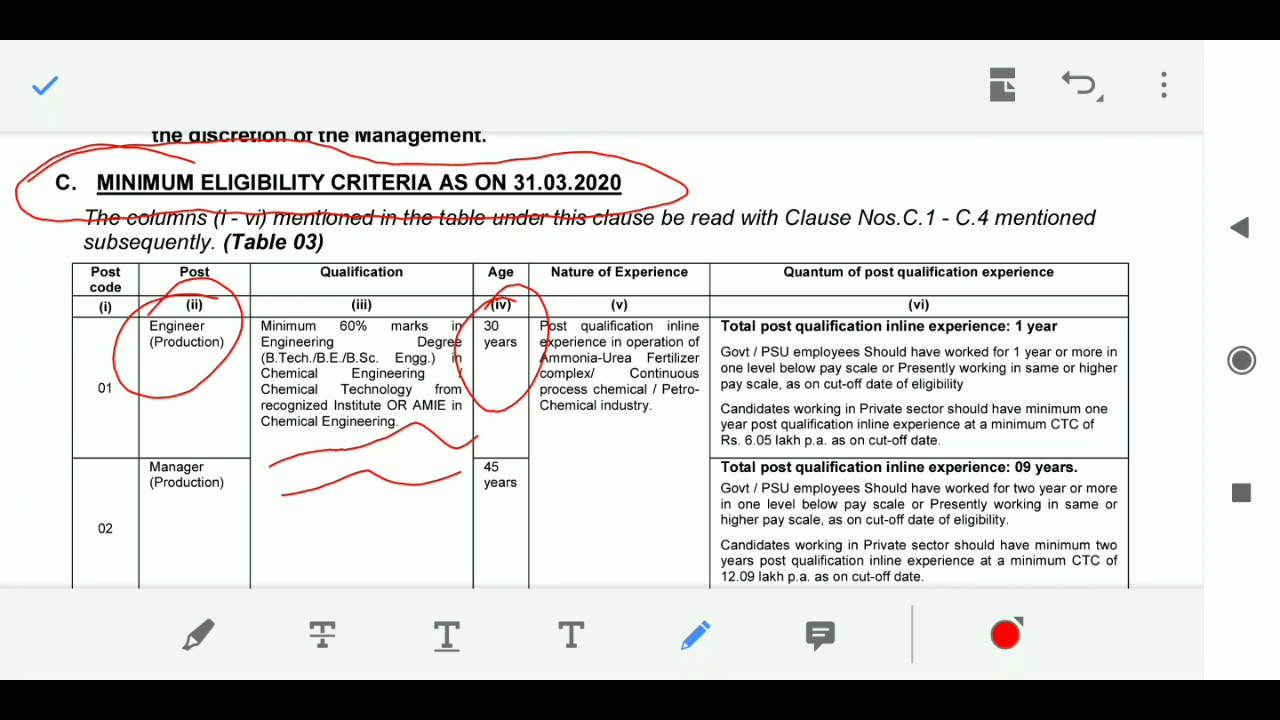 the discretion of the Management.
C. MINIMUM ELIGIBILITY CRITERIA AS ON 31.03.2020
The columns (i - vi) mentioned in the table under this clause be read with Clause Nos.C.1 - C.4 mentioned
subsequently. (Table 03)
Post
code
Post
Qualification
Age
Nature of Experience
Quantum of post qualification experience
(i)
(ii)
(iii)
(iv)
(v)
(vi)
01
Engineer
(Production)
Minimum 60% marks in
Engineering Degree
(B.Tech./B.E./B.Sc. Engg.) in
Chemical Engineering /
Chemical Technology from
recognized Institute OR AMIE in
Chemical Engineering.
30
years
Post qualification inline
experience in operation of
Ammonia-Urea Fertilizer
complex/ Continuous
process chemical / Petro-
Chemical industry.
Total post qualification inline experience: 1 year
Govt / PSU employees Should have worked for 1 year or more in
one level below pay scale or Presently working in same or higher
pay scale, as on cut-off date of eligibility
Candidates working in Private sector should have minimum one
year post qualification inline experience at a minimum CTC of
Rs. 6.05 lakh p.a. as on cut-off date.
02
Manager
(Production)
45
years
Total post qualification inline experience: 09 years.
Govt / PSU employees Should have worked for two year or more
in one level below pay scale or Presently working in same or
higher pay scale, as on cut-off date of eligibility.
Candidates working in Private sector should have minimum two
years post qualification inline experience at a minimum CTC of
12.09 lakh p.a. as on cut-off date.
T
T
T